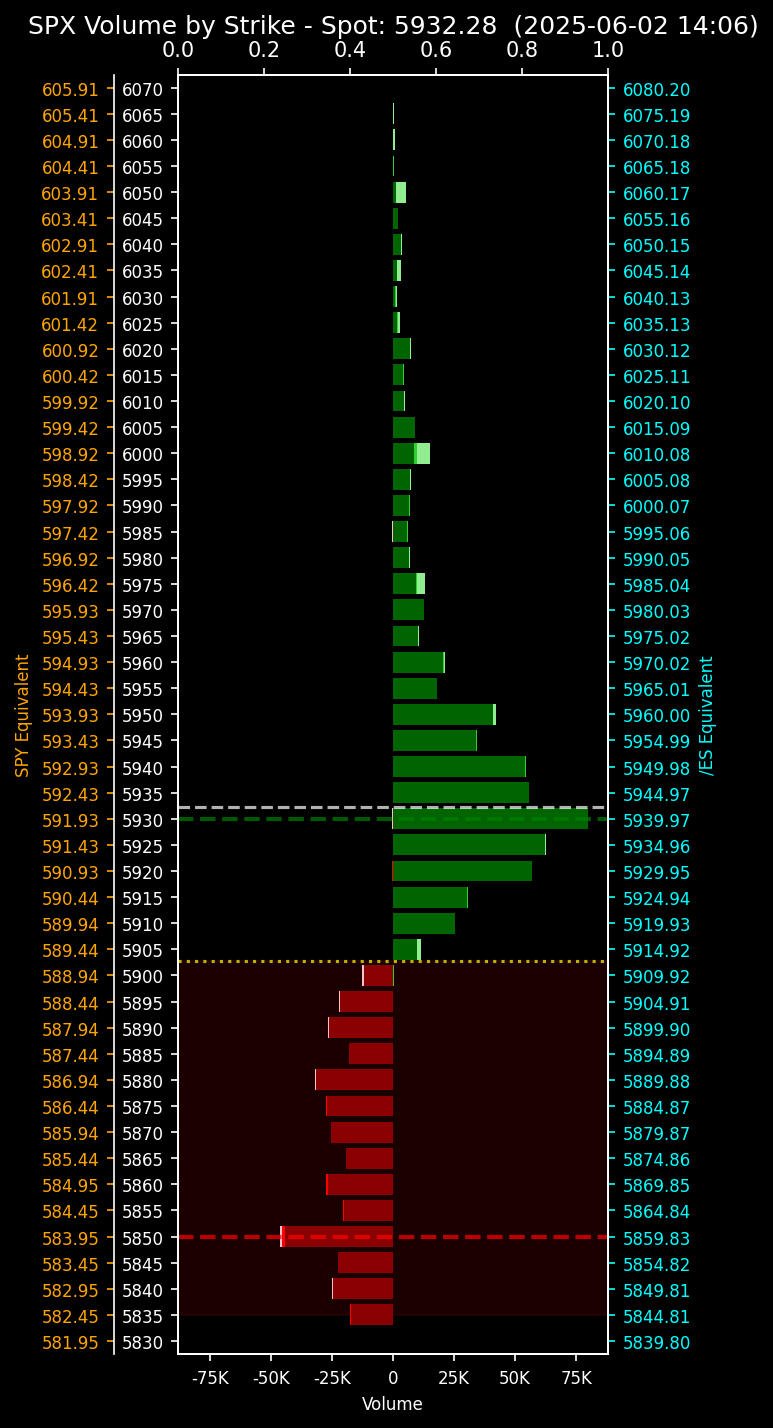 SPX Volume by Strike - Spot: 5932.28  (2025-06-02 14:06)
0.0 0.2 0.4 0.6 0.8 1.0
605.91 6070 6080.20
605.41 6065 6075.19
604.91 6060 6070.18
604.41 6055 6065.18
603.91 6050 6060.17
603.41 6045 6055.16
602.91 6040 6050.15
602.41 6035 6045.14
601.91 6030 6040.13
601.42 6025 6035.13
600.92 6020 6030.12
600.42 6015 6025.11
599.92 6010 6020.10
599.42 6005 6015.09
598.92 6000 6010.08
598.42 5995 6005.08
597.92 5990 6000.07
597.42 5985 5995.06
596.92 5980 5990.05
596.42 5975 5985.04
595.93 5970 5980.03
595.43 5965 5975.02
594.93 5960 5970.02
594.43 5955 5965.01
593.93 5950 5960.00
593.43 5945 5954.99
592.93 5940 5949.98
592.43 5935 5944.97
591.93 5930 5939.97
591.43 5925 5934.96
590.93 5920 5929.95
590.44 5915 5924.94
589.94 5910 5919.93
589.44 5905 5914.92
588.94 5900 5909.92
588.44 5895 5904.91
587.94 5890 5899.90
587.44 5885 5894.89
586.94 5880 5889.88
586.44 5875 5884.87
585.94 5870 5879.87
585.44 5865 5874.86
584.95 5860 5869.85
584.45 5855 5864.84
583.95 5850 5859.83
583.45 5845 5854.82
582.95 5840 5849.81
582.45 5835 5844.81
581.95 5830 5839.80
SPY Equivalent
/ES Equivalent
-75K -50K -25K 0 25K 50K 75K
Volume